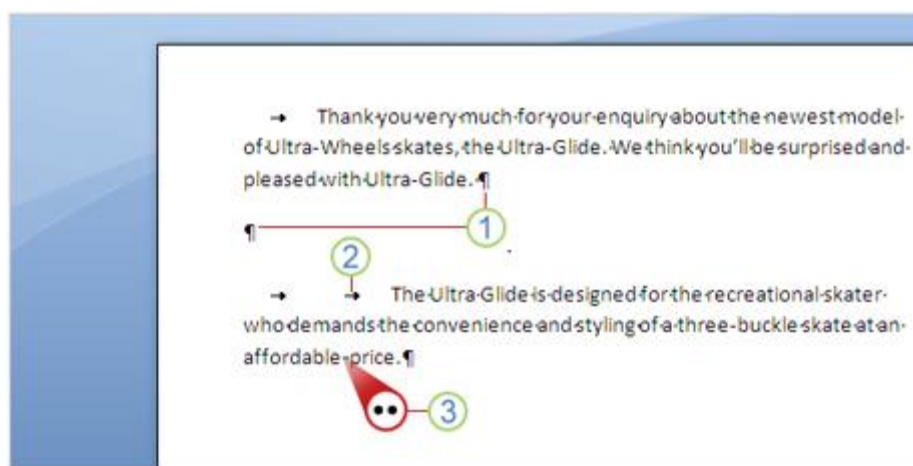 → Thank·you·very·much·for·your·enquiry·about·the·newest·model·
of·Ultra-Wheels·skates,·the·Ultra-Glide.·We·think·you'll·be·surprised·and·
pleased·with·Ultra-Glide.·¶
1
¶
2
→ → The·Ultra·Glide·is·designed·for·the·recreational·skater·
who·demands·the·convenience·and·styling·of·a·three-buckle·skate·at·an·
affordable··price.¶
3